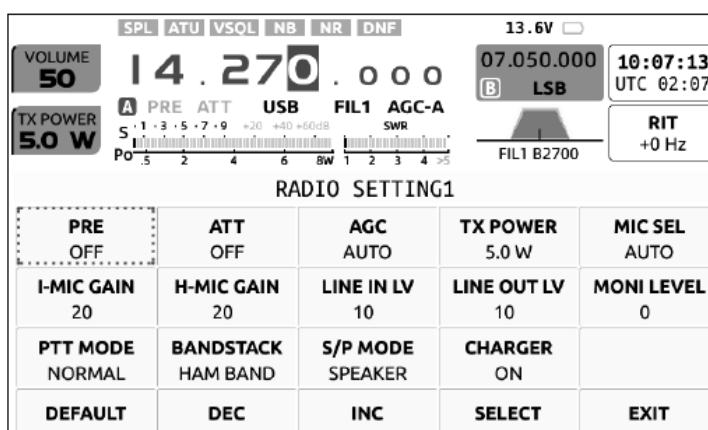 SPL ATU VSQL NB NR DNF 13.6V
VOLUME
50
14.270.000
07.050.000
B LSB
10:07:13
UTC 02:07
TX POWER
5.0 W
A PRE ATT USB FIL1 AGC-A
S 1 3 5 7 9 +20 +40 +60dB SWR
Po .5 2 4 6 8W 1 2 3 4 >5
FIL1 B2700
RIT
+0 Hz
RADIO SETTING1
PRE ATT AGC TX POWER MIC SEL
OFF OFF AUTO 5.0 W AUTO
I-MIC GAIN H-MIC GAIN LINE IN LV LINE OUT LV MONI LEVEL
20 20 10 10 0
PTT MODE BANDSTACK S/P MODE CHARGER
NORMAL HAM BAND SPEAKER ON
DEFAULT DEC INC SELECT EXIT